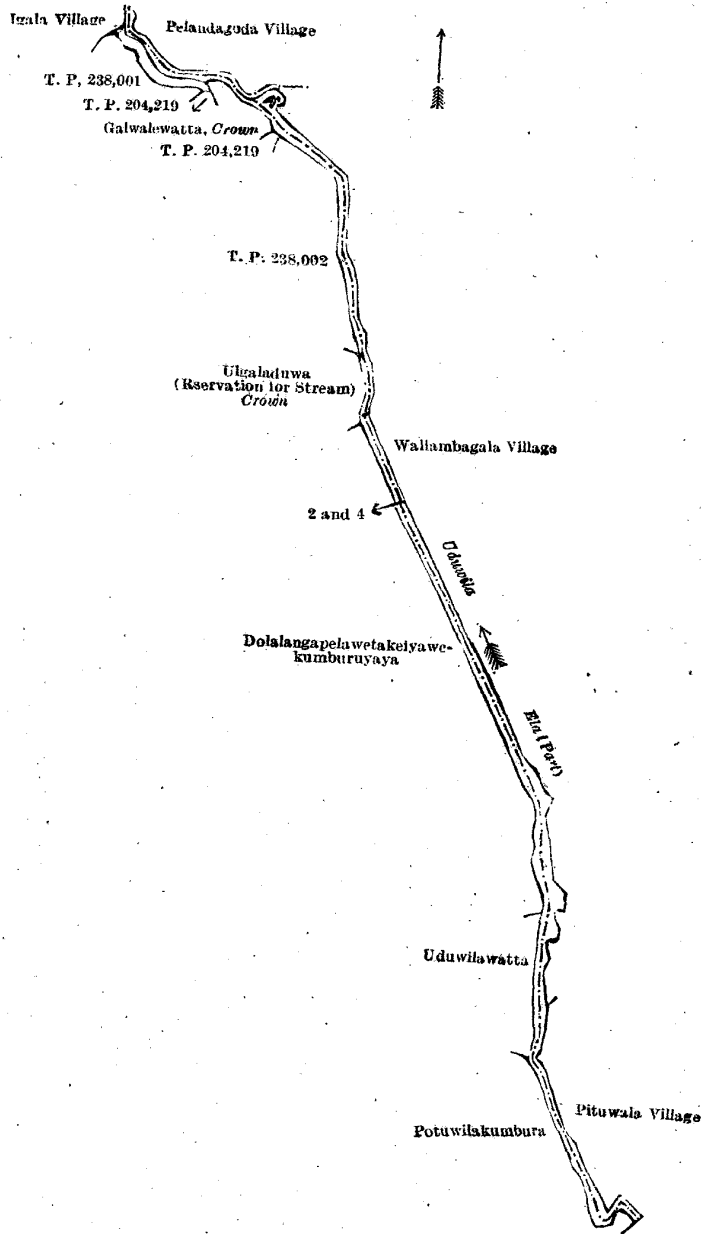 Igala Village
Pelandagoda Village
T. P, 238,001
T. P. 204,219
Galwalewatta, Crown
T. P. 204,219
T. P. 238,002
Ulgaladuwa
(Rservation for Stream)
Crown
Wallambagala Village
2 and 4
Uduwila
Dolalangapelawetakeiyawe-
kumburuyaya
Ela (Part)
Uduwilawatta
Pituwala Village
Potuwilakumbura